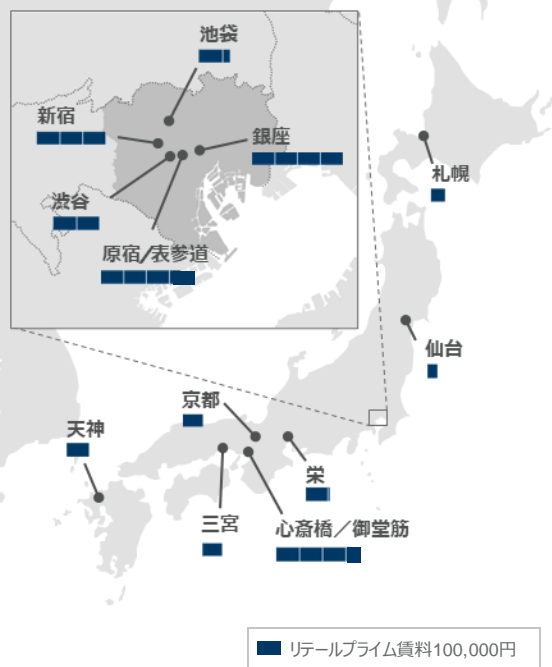 池袋
新宿
銀座
渋谷
原宿/表参道
札幌
仙台
京都
天神
栄
三宮
心斎橋／御堂筋
リテールプライム賃料100,000円